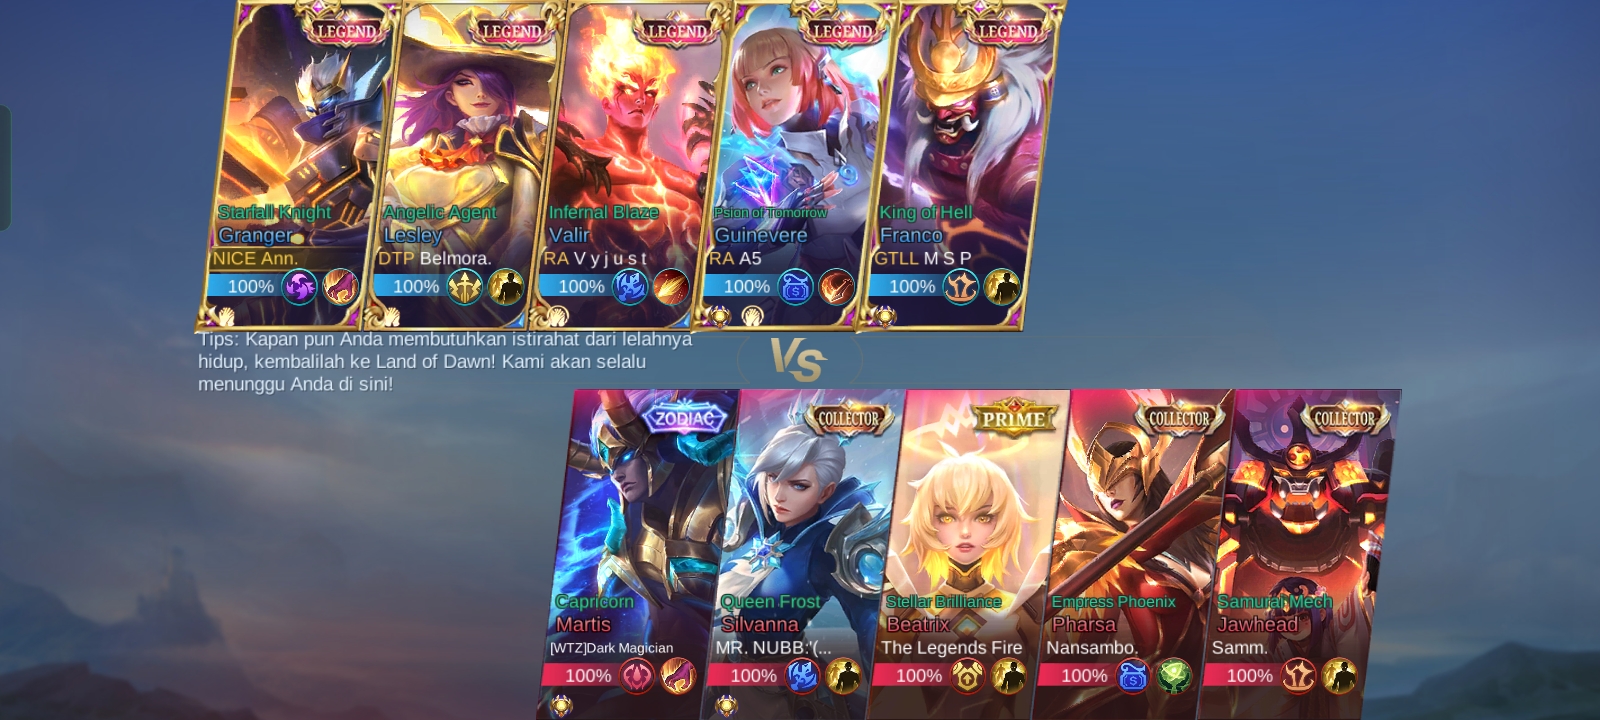 LEGEND LEGEND LEGEND LEGEND LEGEND
Starfall Knight Angelic Agent Infernal Blaze Psion of Tomorrow King of Hell
Granger Lesley Valir Guinevere Franco
NICE Ann. DTP Belmora. RA V y j u s t RA A5 GTLL M S P
100% 100% 100% 100% 100%
Tips: Kapan pun Anda membutuhkan istirahat dari lelahnya
hidup, kembalilah ke Land of Dawn! Kami akan selalu
menunggu Anda di sini!
VS
ZODIAC COLLECTOR PRIME COLLECTOR COLLECTOR
Capricorn Queen Frost Stellar Brilliance Empress Phoenix Samurai Mech
Martis Silvanna Beatrix Pharsa Jawhead
[WTZ]Dark Magician MR. NUBB:'(... The Legends Fire Nansambo. Samm.
100% 100% 100% 100% 100%